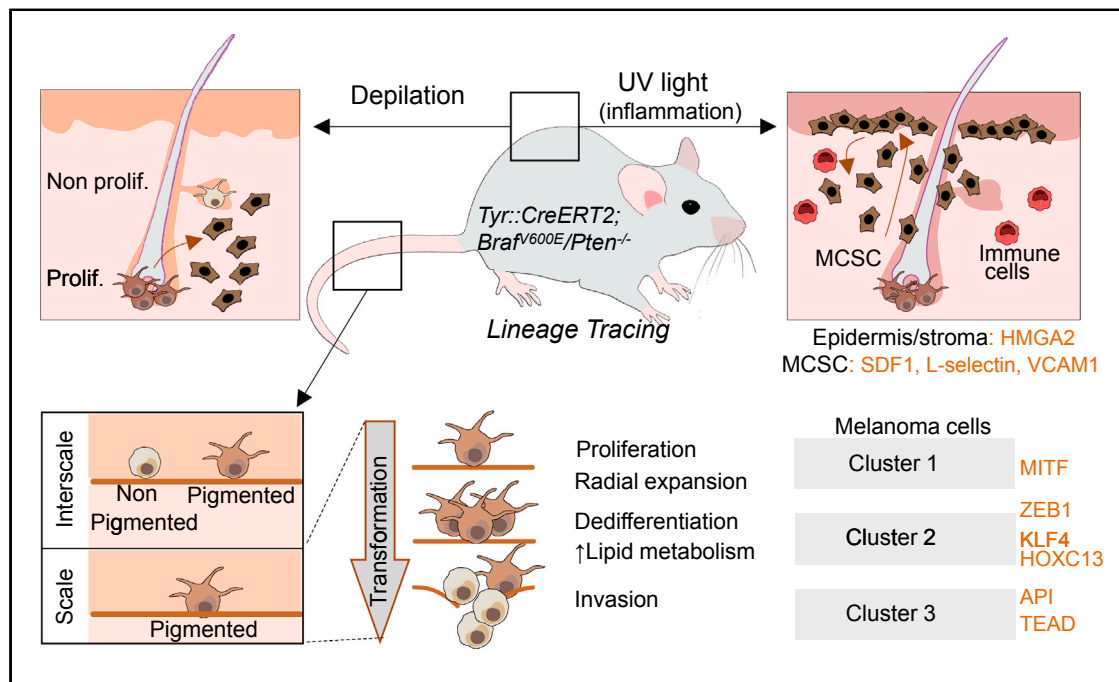 Depilation
UV light
(inflammation)
Non prolif.
Prolif.
Tyr::CreERT2;
Braf^V600E/Pten^-/-
Lineage Tracing
MCSC
Immune
cells
Epidermis/stroma: HMGA2
MCSC: SDF1, L-selectin, VCAM1
Interscale
Non
Pigmented
Pigmented
Scale
Pigmented
Transformation
Proliferation
Radial expansion
Dedifferentiation
↑Lipid metabolism
Invasion
Melanoma cells
Cluster 1
MITF
Cluster 2
ZEB1
KLF4
HOXC13
Cluster 3
API
TEAD